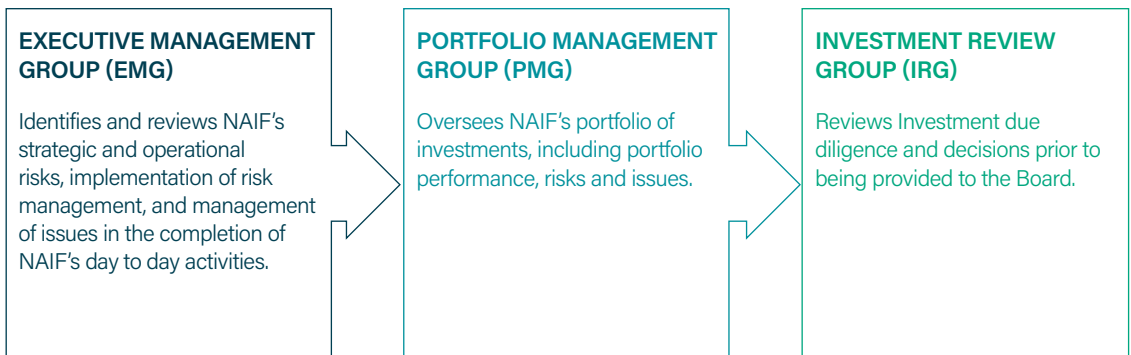 EXECUTIVE MANAGEMENT
GROUP (EMG)
Identifies and reviews NAIF's
strategic and operational
risks, implementation of risk
management, and management
of issues in the completion of
NAIF's day to day activities.
PORTFOLIO MANAGEMENT
GROUP (PMG)
Oversees NAIF's portfolio of
investments, including portfolio
performance, risks and issues.
INVESTMENT REVIEW
GROUP (IRG)
Reviews Investment due
diligence and decisions prior to
being provided to the Board.